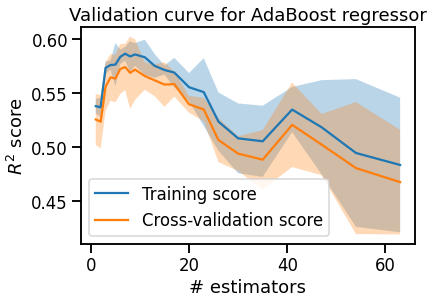 Validation curve for AdaBoost regressor
R² score
0.60
0.55
0.50
0.45
Training score
Cross-validation score
0
20
40
60
# estimators